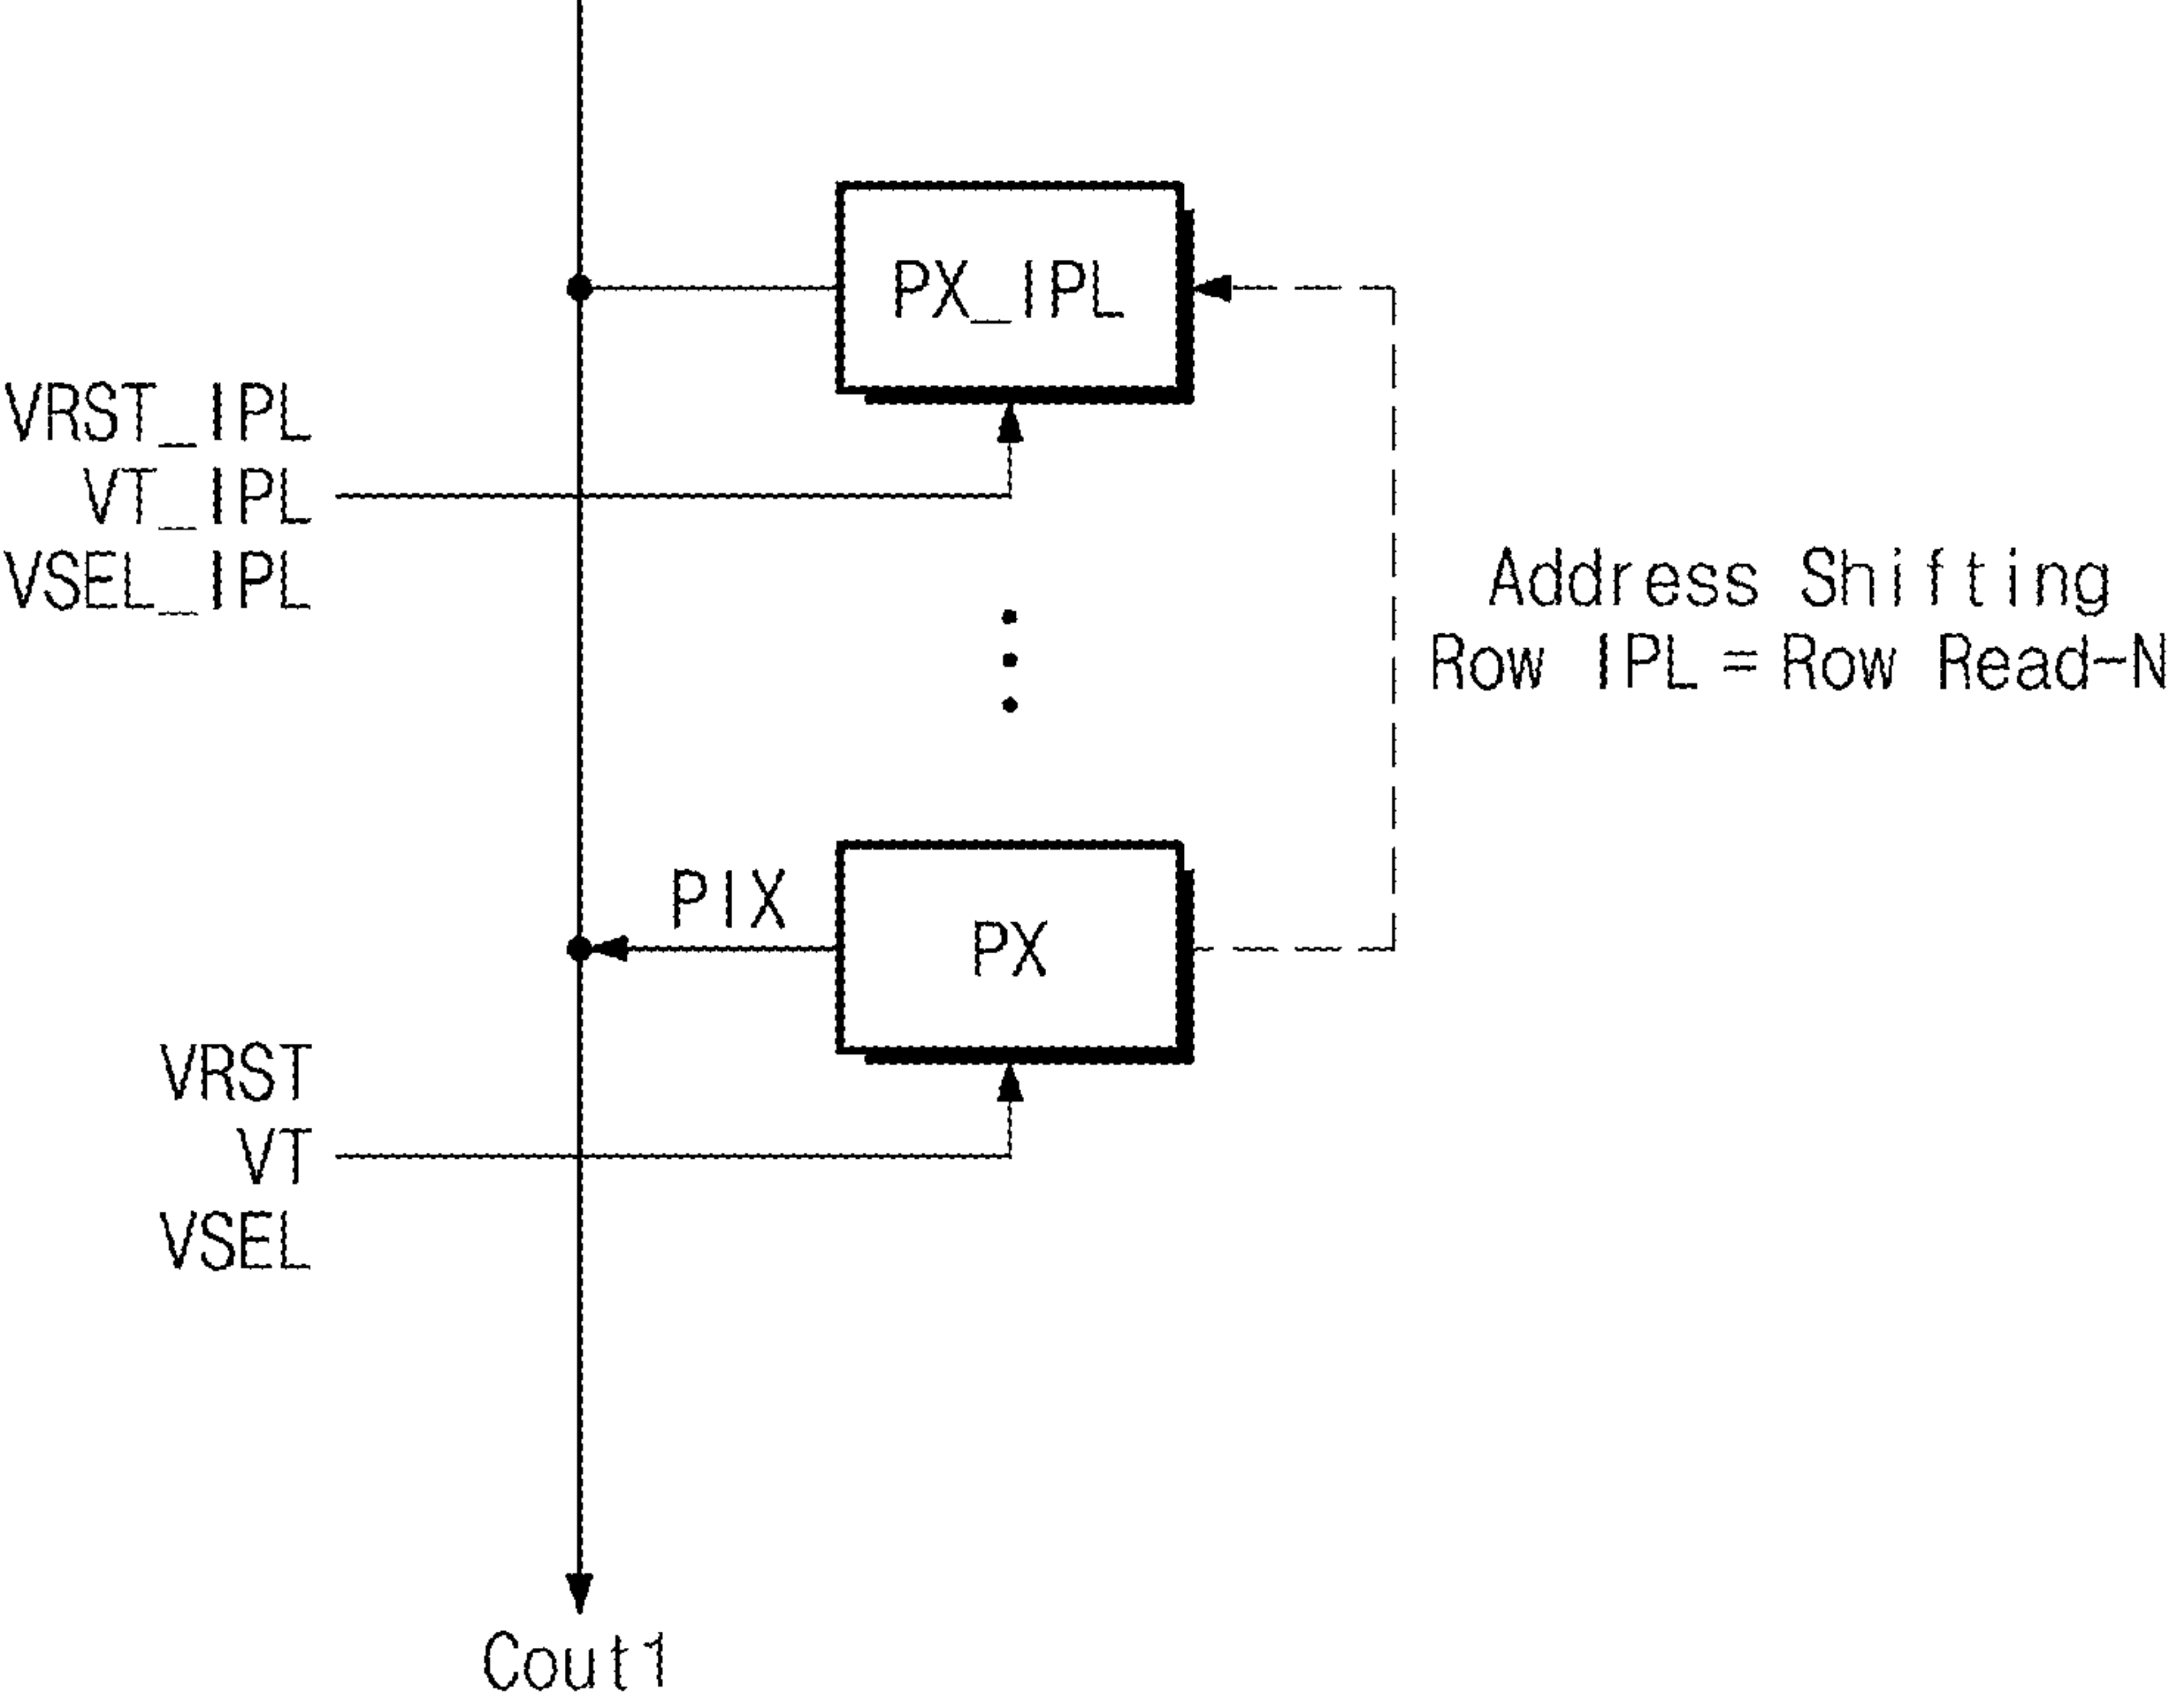 PX_IPL
VRST_IPL
VT_IPL
VSEL_IPL
Address Shifting
Row IPL = Row Read-N
PIX
PX
VRST
VT
VSEL
Cout1